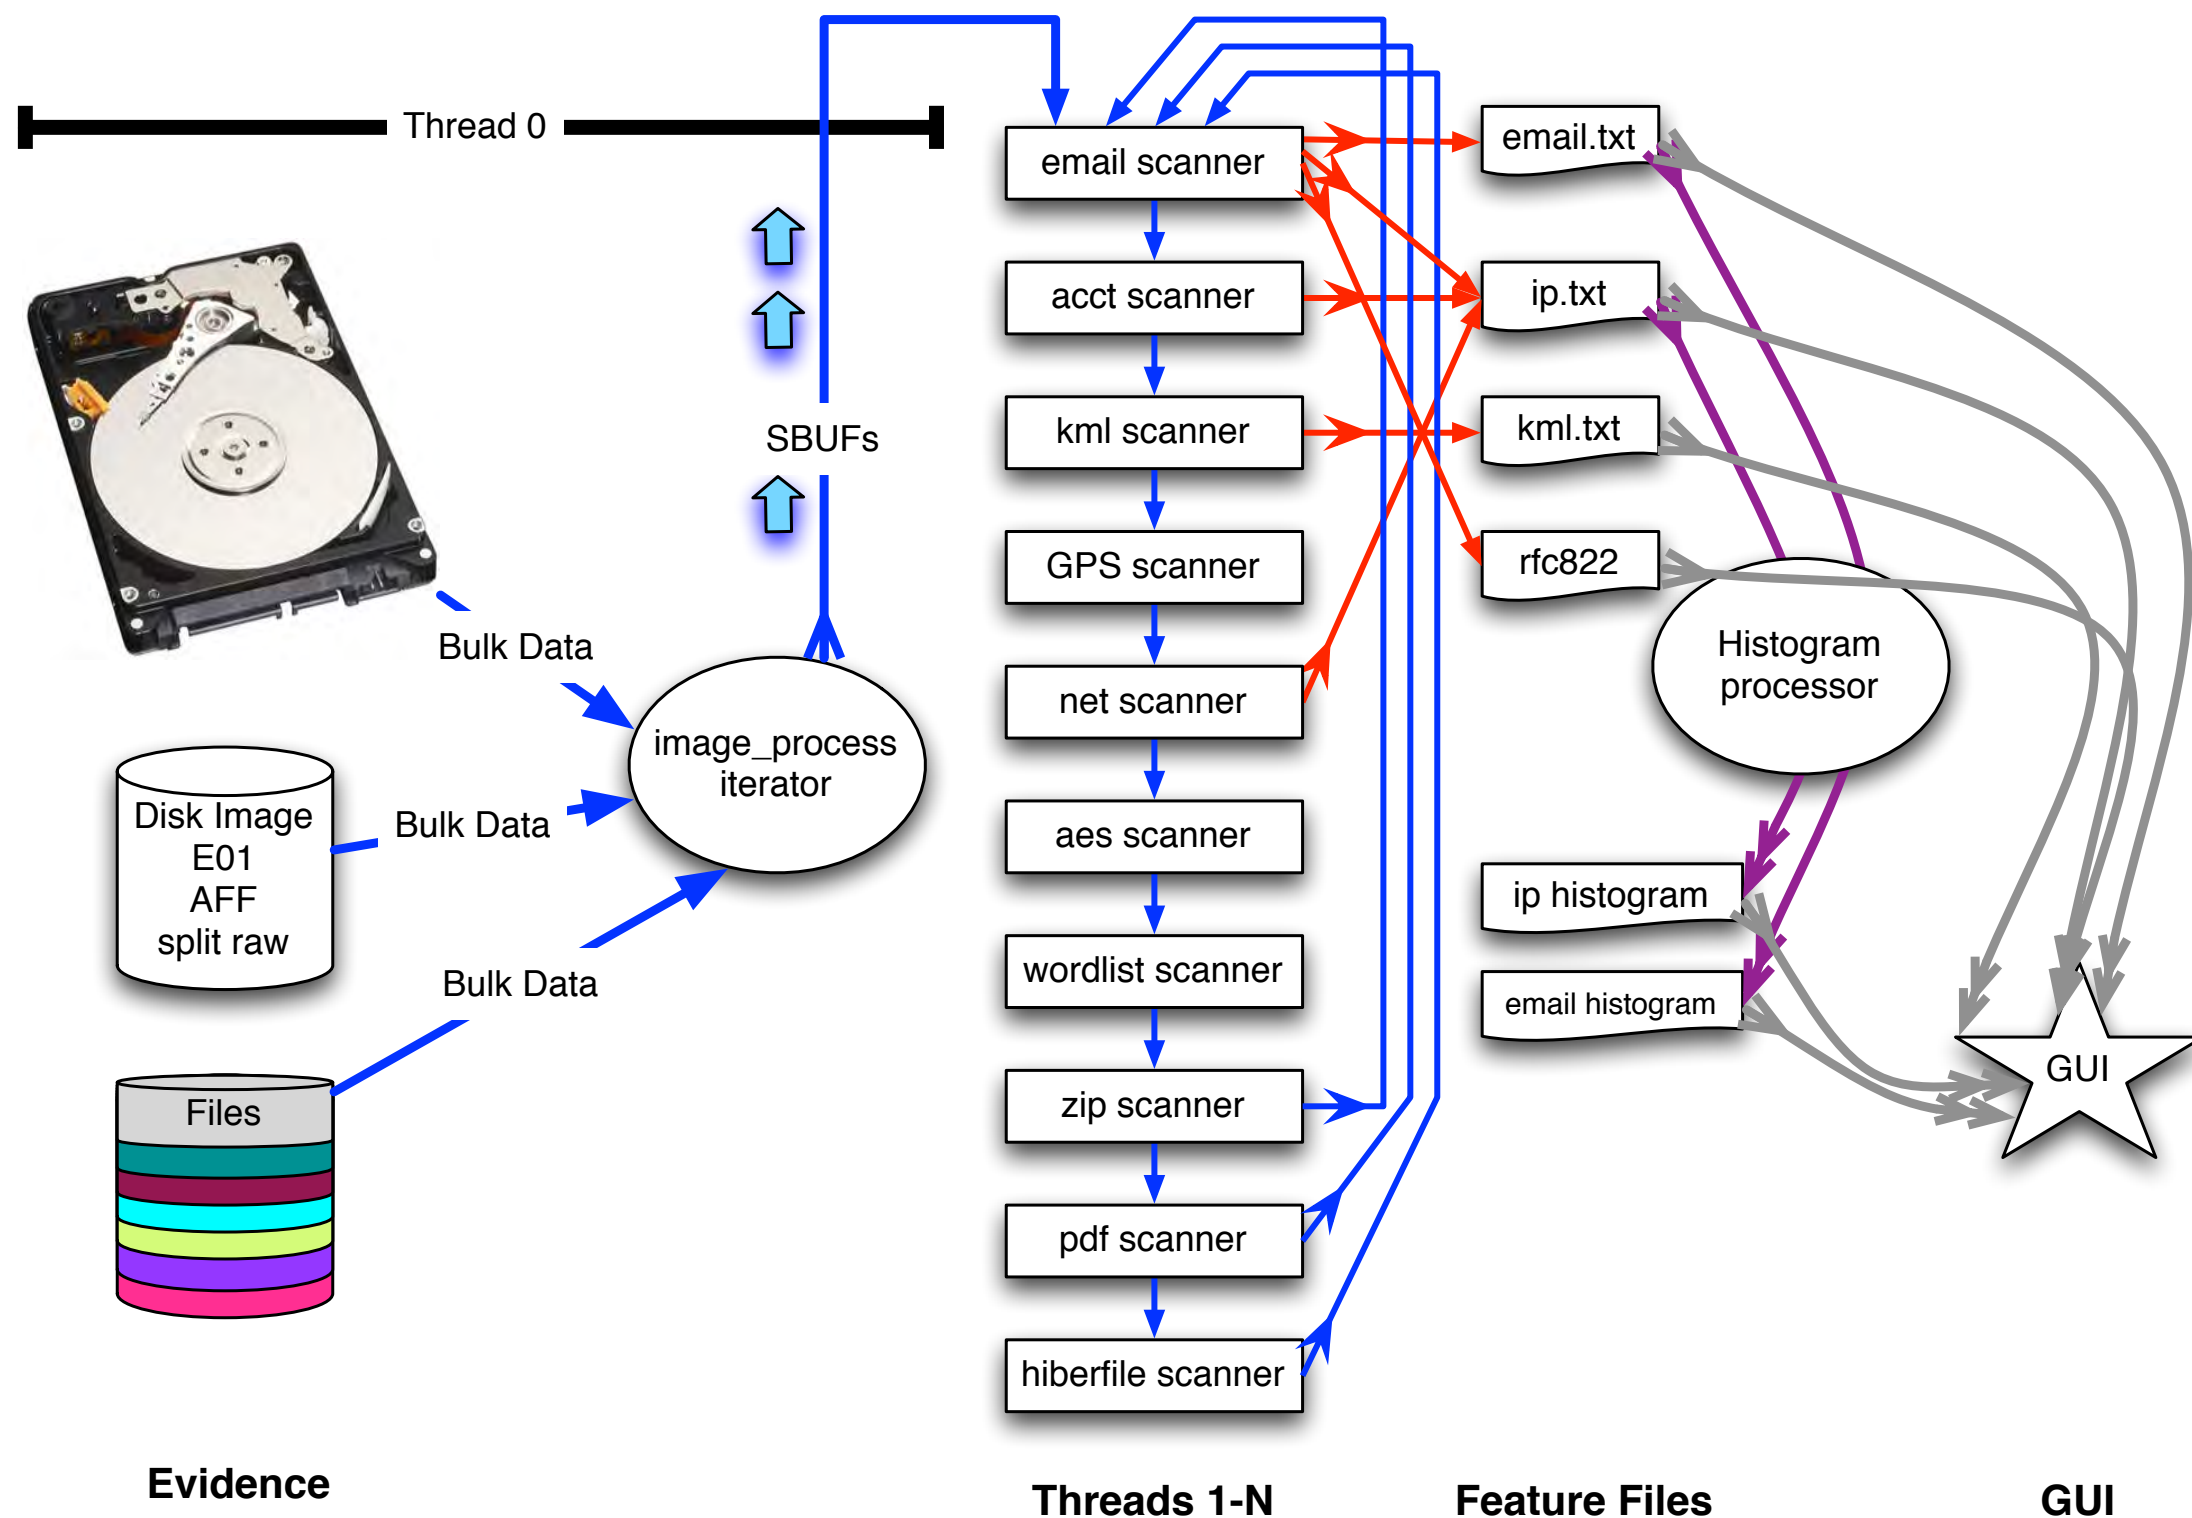 Thread 0
SBUFs
Bulk Data
Bulk Data
Bulk Data
Disk Image
E01
AFF
split raw
Files
image_process
iterator
email scanner
acct scanner
kml scanner
GPS scanner
net scanner
aes scanner
wordlist scanner
zip scanner
pdf scanner
hiberfile scanner
email.txt
ip.txt
kml.txt
rfc822
Histogram
processor
ip histogram
email histogram
GUI
Evidence
Threads 1-N
Feature Files
GUI